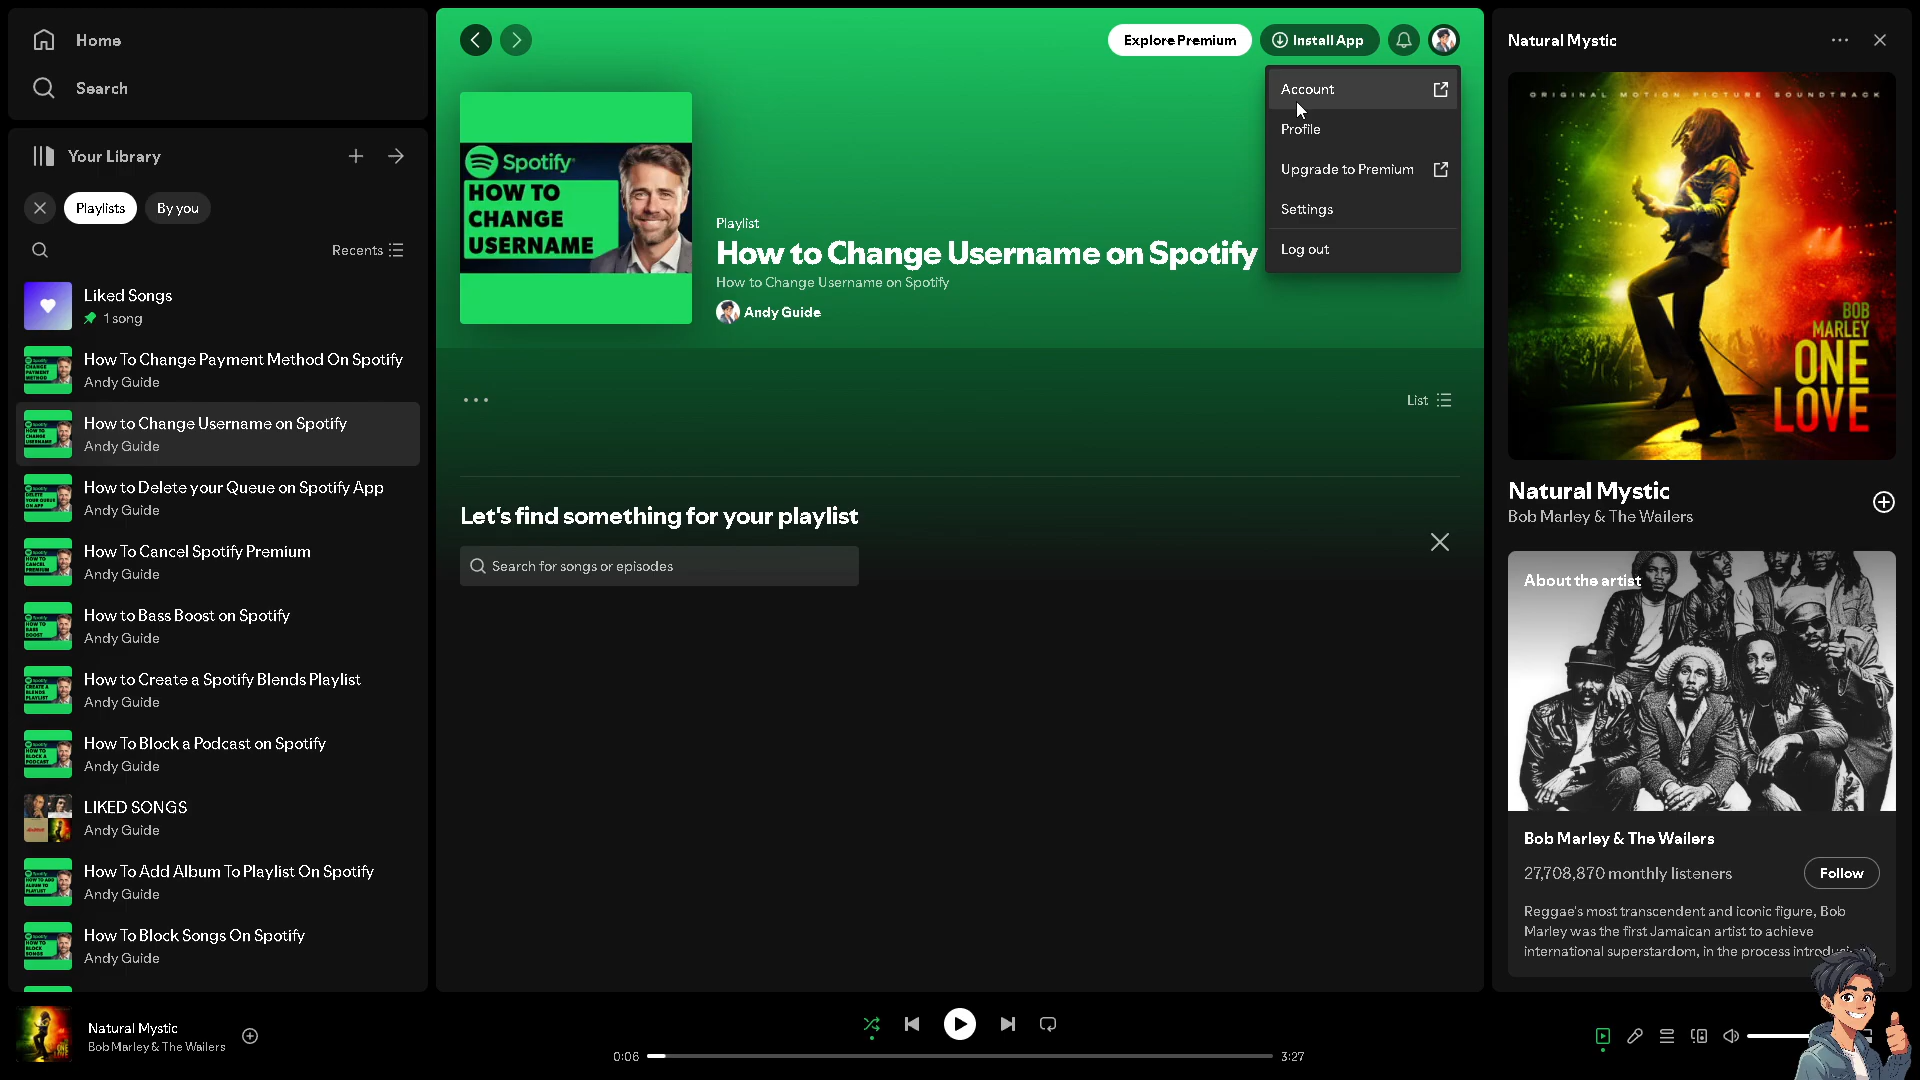 Home
Search
Your Library
Playlists
By you
Recents
Liked Songs
1 song
How To Change Payment Method On Spotify
Andy Guide
How to Change Username on Spotify
Andy Guide
How to Delete your Queue on Spotify App
Andy Guide
How To Cancel Spotify Premium
Andy Guide
How to Bass Boost on Spotify
Andy Guide
How to Create a Spotify Blends Playlist
Andy Guide
How To Block a Podcast on Spotify
Andy Guide
LIKED SONGS
Andy Guide
How To Add Album To Playlist On Spotify
Andy Guide
How To Block Songs On Spotify
Andy Guide
Explore Premium
Install App
Account
Profile
Upgrade to Premium
Settings
Log out
Spotify
HOW TO
CHANGE
USERNAME
Playlist
How to Change Username on Spotify
How to Change Username on Spotify
Andy Guide
List
Let's find something for your playlist
Search for songs or episodes
Natural Mystic
ORIGINAL MOTION PICTURE SOUNDTRACK
BOB
MARLEY
ONE
LOVE
Natural Mystic
Bob Marley & The Wailers
About the artist
Bob Marley & The Wailers
27,708,870 monthly listeners
Follow
Reggae's most transcendent and iconic figure, Bob
Marley was the first Jamaican artist to achieve
international superstardom, in the process
Natural Mystic
Bob Marley & The Wailers
0:06
3:27